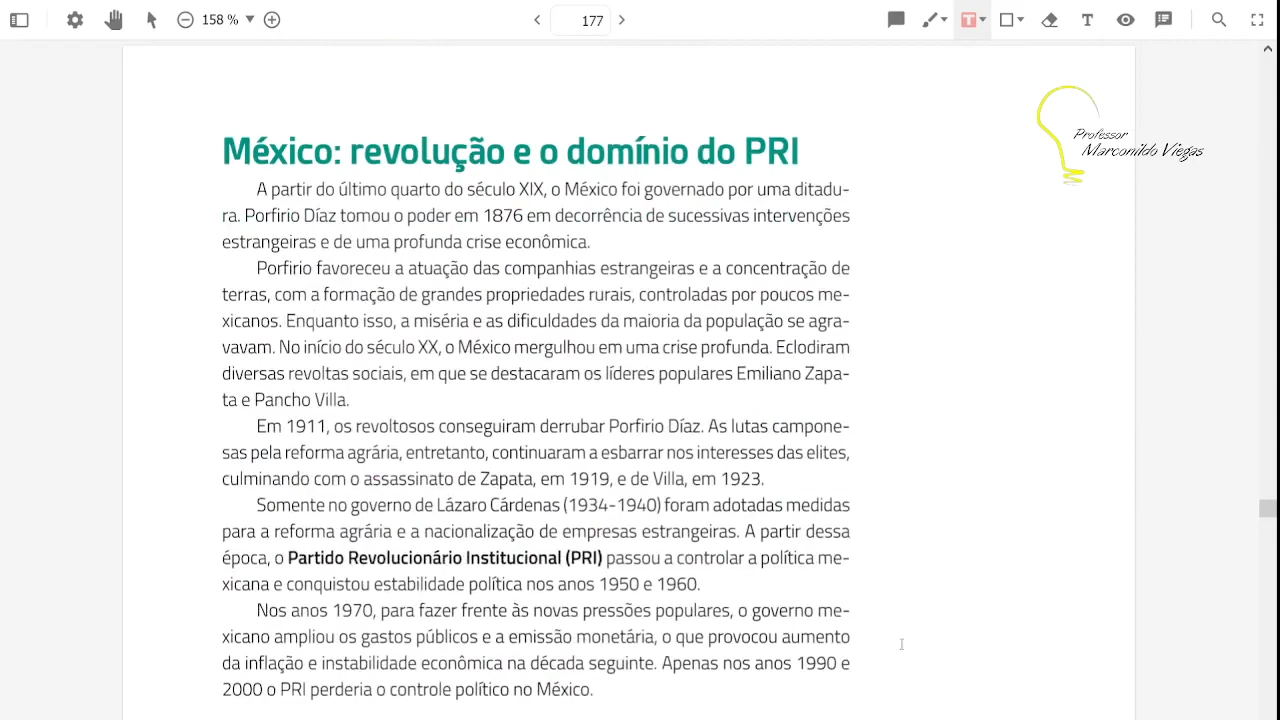 158 %
177
Professor
Marconildo Viegas
México: revolução e o domínio do PRI
A partir do último quarto do século XIX, o México foi governado por uma ditadu-
ra. Porfirio Díaz tomou o poder em 1876 em decorrência de sucessivas intervenções
estrangeiras e de uma profunda crise econômica.
Porfirio favoreceu a atuação das companhias estrangeiras e a concentração de
terras, com a formação de grandes propriedades rurais, controladas por poucos me-
xicanos. Enquanto isso, a miséria e as dificuldades da maioria da população se agra-
vavam. No início do século XX, o México mergulhou em uma crise profunda. Eclodiram
diversas revoltas sociais, em que se destacaram os líderes populares Emiliano Zapa-
ta e Pancho Villa.
Em 1911, os revoltosos conseguiram derrubar Porfirio Díaz. As lutas campone-
sas pela reforma agrária, entretanto, continuaram a esbarrar nos interesses das elites,
culminando com o assassinato de Zapata, em 1919, e de Villa, em 1923.
Somente no governo de Lázaro Cárdenas (1934-1940) foram adotadas medidas
para a reforma agrária e a nacionalização de empresas estrangeiras. A partir dessa
época, o Partido Revolucionário Institucional (PRI) passou a controlar a política me-
xicana e conquistou estabilidade política nos anos 1950 e 1960.
Nos anos 1970, para fazer frente às novas pressões populares, o governo me-
xicano ampliou os gastos públicos e a emissão monetária, o que provocou aumento
da inflação e instabilidade econômica na década seguinte. Apenas nos anos 1990 e
2000 o PRI perderia o controle político no México.